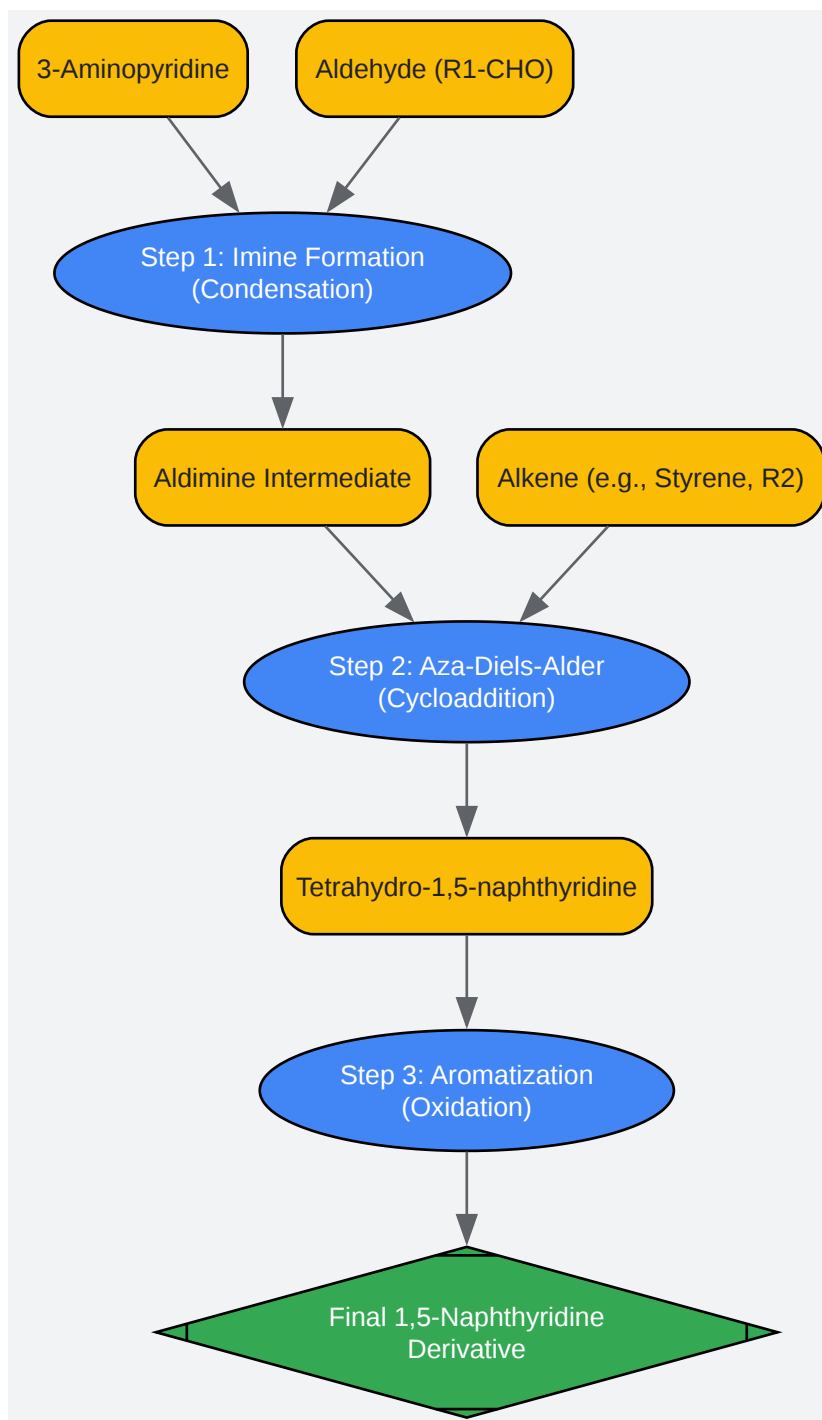 3-Aminopyridine
Aldehyde (R1-CHO)
Step 1: Imine Formation
(Condensation)
Aldimine Intermediate
Alkene (e.g., Styrene, R2)
Step 2: Aza-Diels-Alder
(Cycloaddition)
Tetrahydro-1,5-naphthyridine
Step 3: Aromatization
(Oxidation)
Final 1,5-Naphthyridine
Derivative